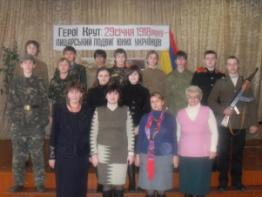 ГЕРОЇ КРУТ: 29 СІЧНЯ 1918 РОКУ -
ЛИЦАРСЬКИЙ ПОДВИГ ЮНИХ УКРАЇНЦІВ